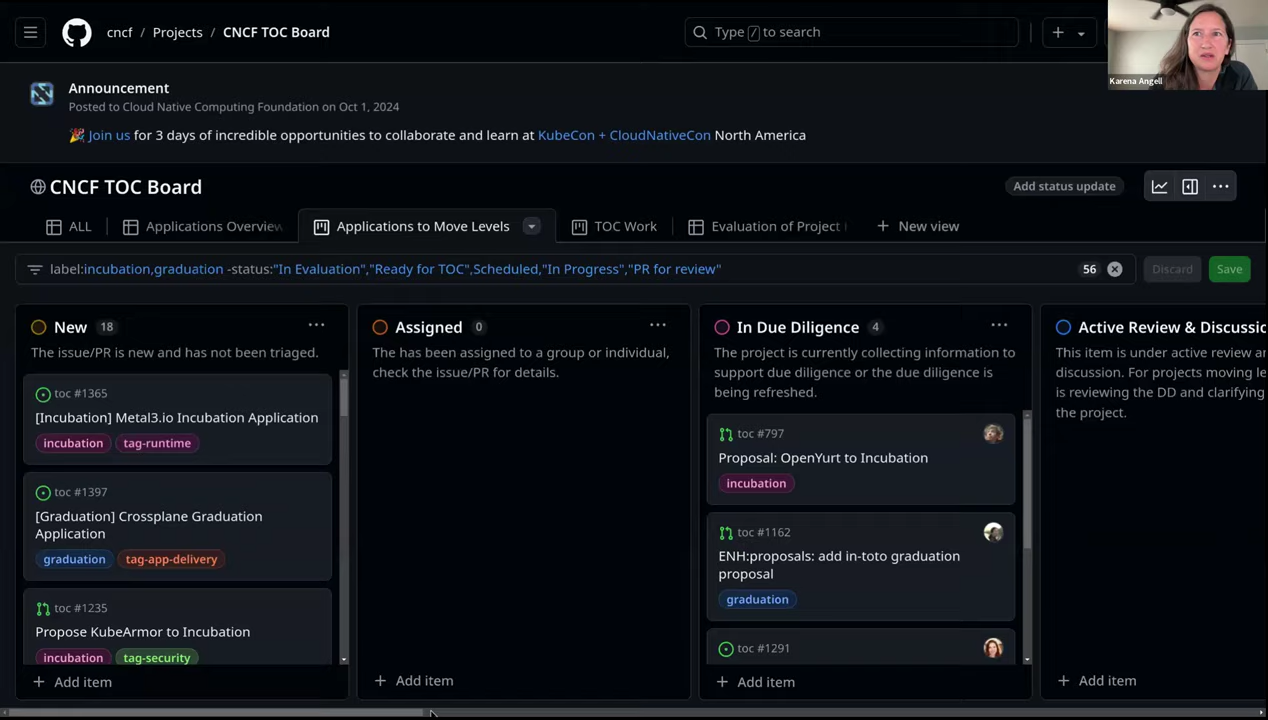 cncf / Projects / CNCF TOC Board
Type / to search
Karena Angell
Announcement
Posted to Cloud Native Computing Foundation on Oct 1, 2024
🎉 Join us for 3 days of incredible opportunities to collaborate and learn at KubeCon + CloudNativeCon North America
CNCF TOC Board
Add status update
ALL
Applications Overview
Applications to Move Levels
TOC Work
Evaluation of Project
New view
label:incubation,graduation -status:"In Evaluation","Ready for TOC",Scheduled,"In Progress","PR for review"
56
Discard
Save
New 18
The issue/PR is new and has not been triaged.
toc #1365
[Incubation] Metal3.io Incubation Application
incubation
tag-runtime
toc #1397
[Graduation] Crossplane Graduation
Application
graduation
tag-app-delivery
toc #1235
Propose KubeArmor to Incubation
incubation
tag-security
Add item
Assigned 0
The has been assigned to a group or individual,
check the issue/PR for details.
Add item
In Due Diligence 4
The project is currently collecting information to
support due diligence or the due diligence is
being refreshed.
toc #797
Proposal: OpenYurt to Incubation
incubation
toc #1162
ENH:proposals: add in-toto graduation
proposal
graduation
toc #1291
Add item
Active Review & Discussic
This item is under active review a
discussion. For projects moving le
is reviewing the DD and clarifying
the project.
Add item